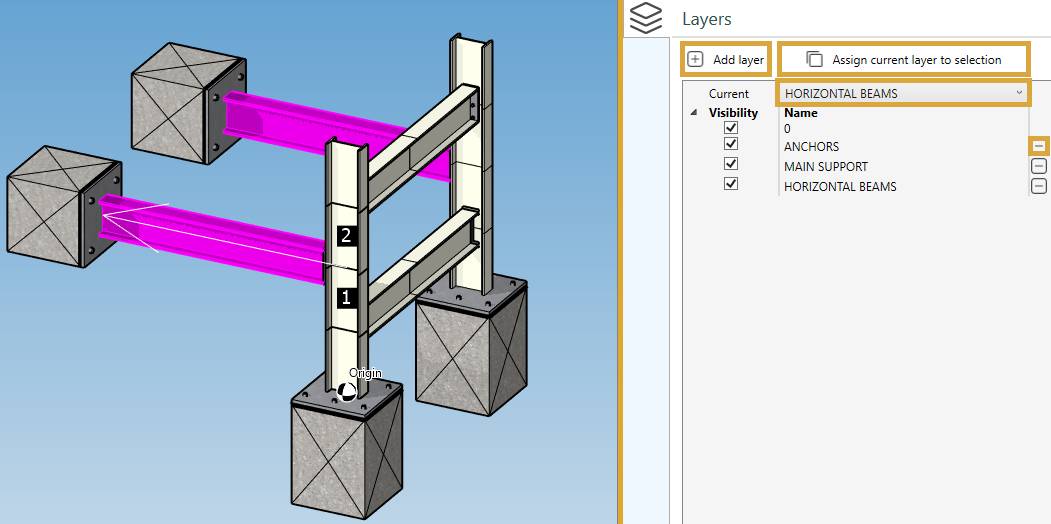 Layers
Add layer
Assign current layer to selection
Current
HORIZONTAL BEAMS
Visibility
Name
0
ANCHORS
MAIN SUPPORT
HORIZONTAL BEAMS
2
1
Origin